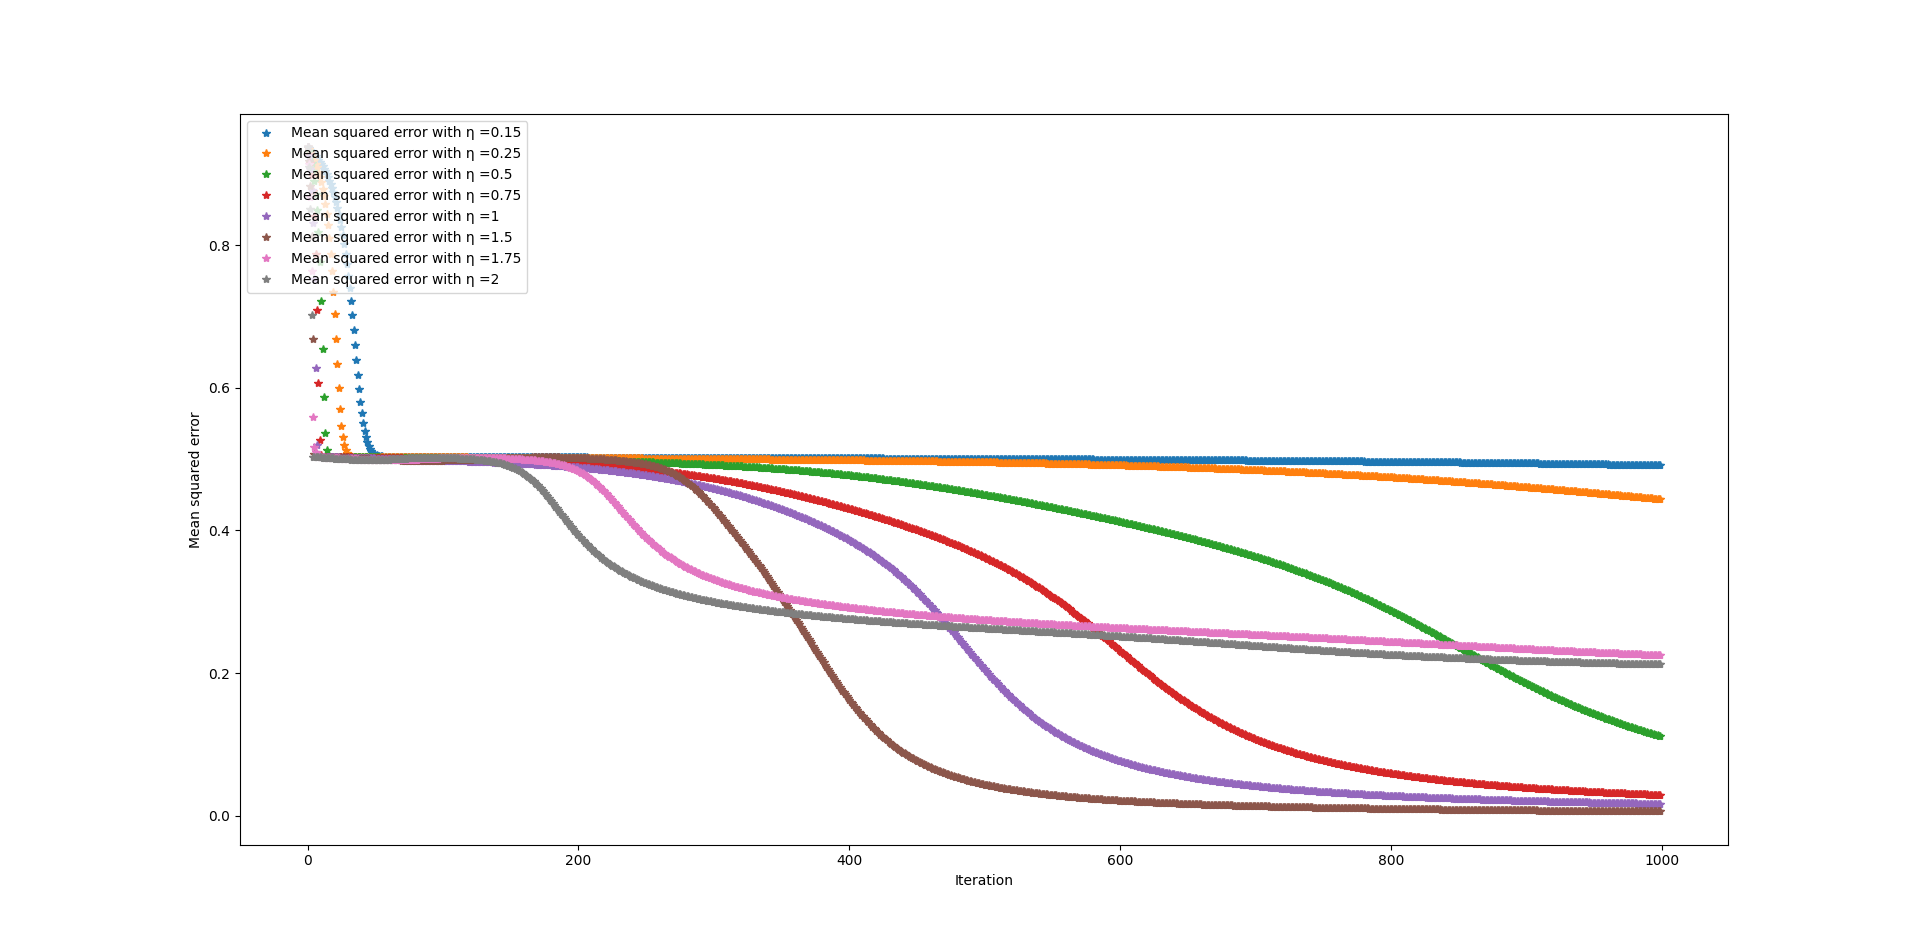 Mean squared error with η =0.15
Mean squared error with η =0.25
Mean squared error with η =0.5
Mean squared error with η =0.75
Mean squared error with η =1
Mean squared error with η =1.5
Mean squared error with η =1.75
Mean squared error with η =2
Mean squared error
0.8
0.6
0.4
0.2
0.0
0 200 400 600 800 1000
Iteration